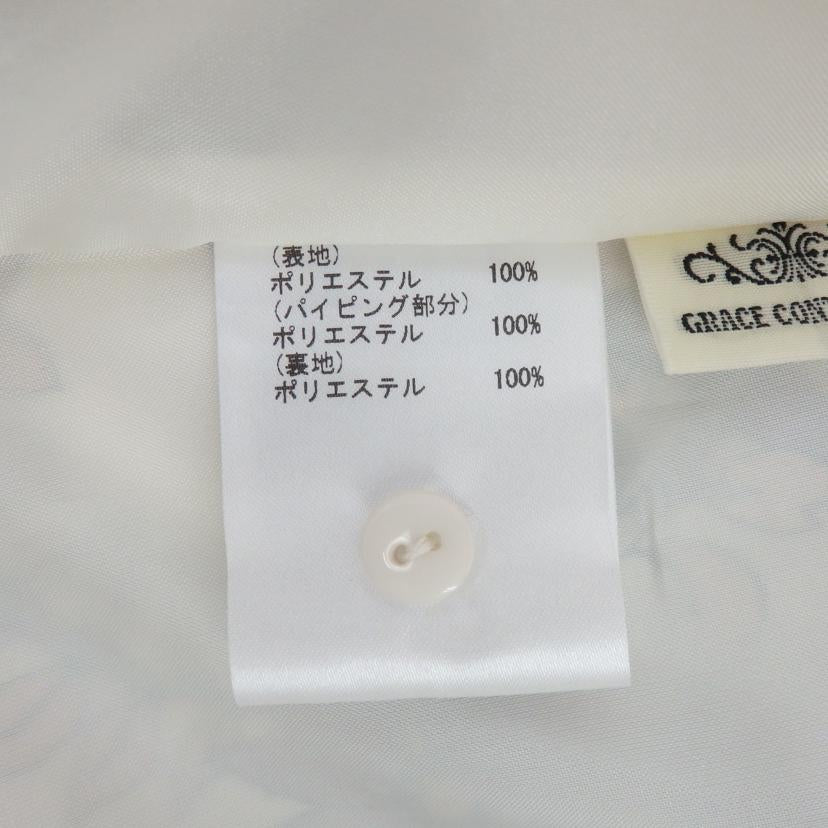 (表地)
ポリエステル 100%
(パイピング部分)
ポリエステル 100%
(裏地)
ポリエステル 100%
GRACE